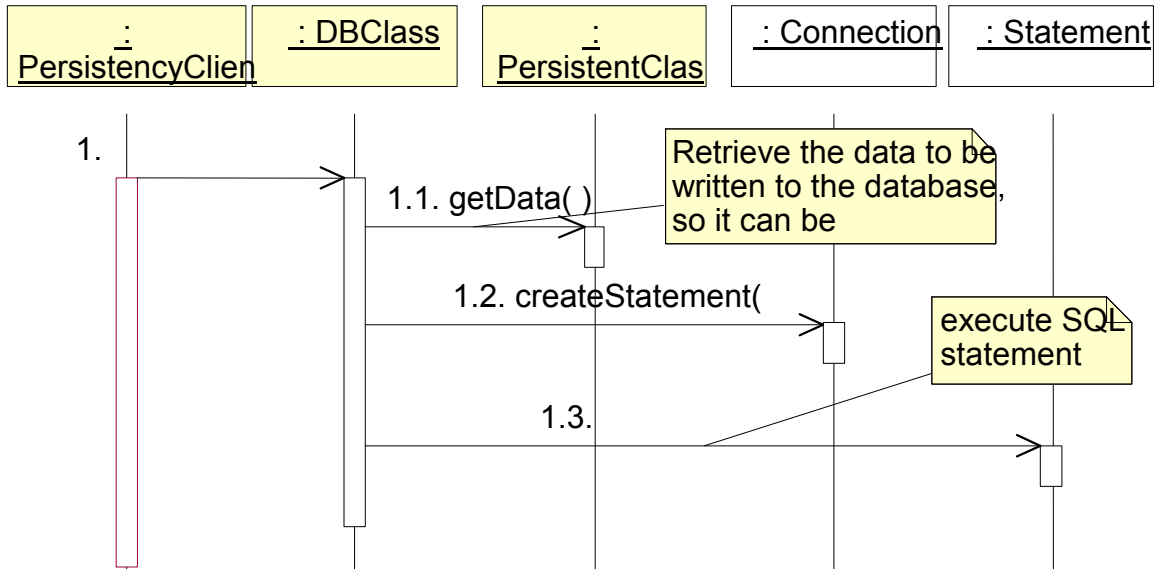 :
PersistencyClien
: DBClass
:
PersistentClas
: Connection
: Statement
1.
Retrieve the data to be
written to the database,
so it can be
1.1. getData( )
1.2. createStatement(
execute SQL
statement
1.3.